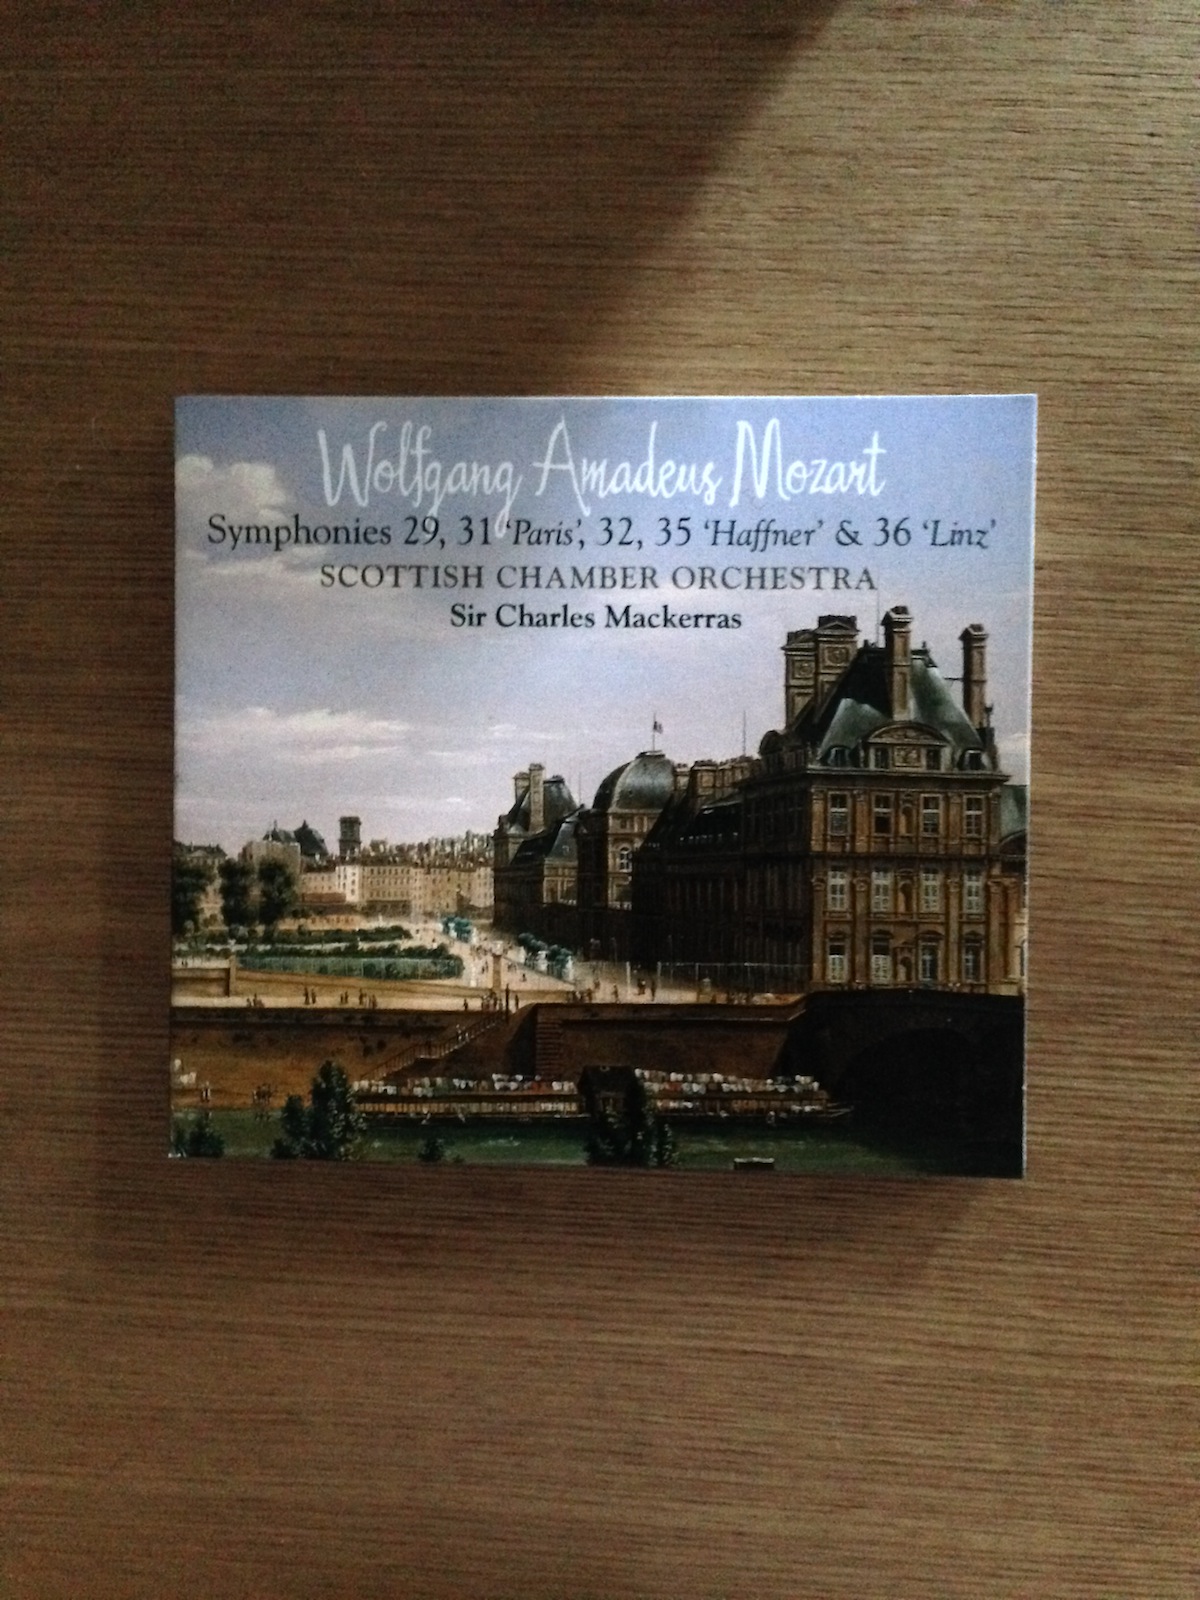 Wolfgang Amadeus Mozart
Symphonies 29, 31 ‘Paris’, 32, 35 ‘Haffner’ & 36 ‘Linz’
SCOTTISH CHAMBER ORCHESTRA
Sir Charles Mackerras